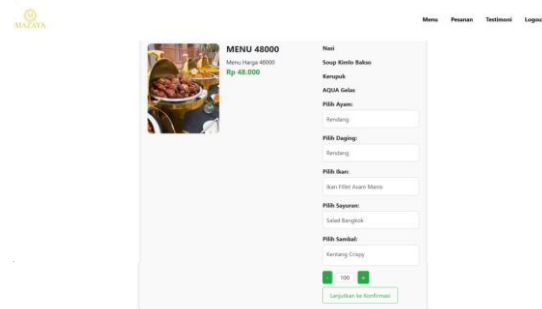 MAZAYA
Menu Pesanan Testimoni Logout
MENU 48000
Menu Harga 48000
Rp 48.000
Nasi
Soup Kimlo Bakso
Kerupuk
AQUA Gelas
Pilih Ayam:
Rendang
Pilih Daging:
Rendang
Pilih Ikan:
Ikan Fillet Asam Manis
Pilih Sayuran:
Salad Bangkok
Pilih Sambal:
Kentang Crispy
- 100 +
Lanjutkan ke Konfirmasi